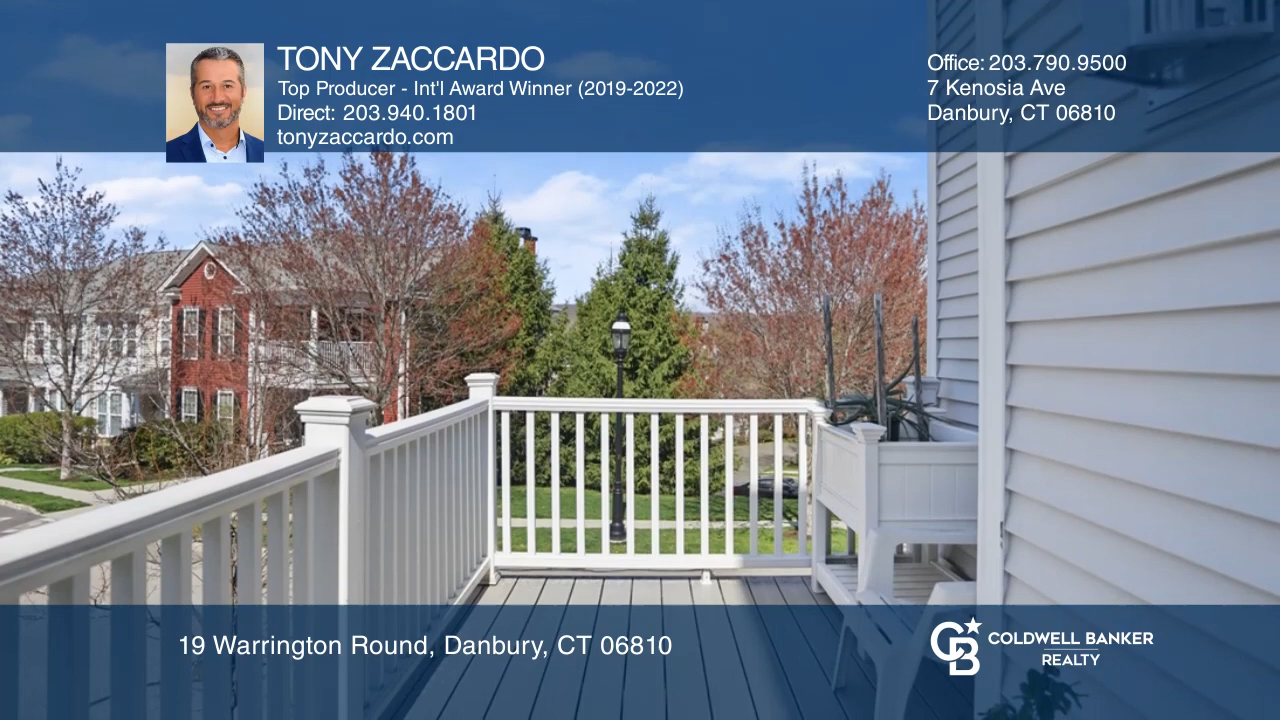 TONY ZACCARDO
Top Producer - Int'l Award Winner (2019-2022)
Direct: 203.940.1801
tonyzaccardo.com
Office: 203.790.9500
7 Kenosia Ave
Danbury, CT 06810
19 Warrington Round, Danbury, CT 06810
CB
COLDWELL BANKER
REALTY